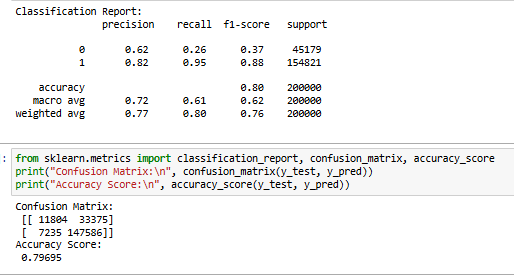 Classification Report:
precision recall f1-score support
0 0.62 0.26 0.37 45179
1 0.82 0.95 0.88 154821
accuracy 0.80 200000
macro avg 0.72 0.61 0.62 200000
weighted avg 0.77 0.80 0.76 200000
: from sklearn.metrics import classification_report, confusion_matrix, accuracy_score
print("Confusion Matrix:\n", confusion_matrix(y_test, y_pred))
print("Accuracy Score:\n", accuracy_score(y_test, y_pred))
Confusion Matrix:
[[ 11804 33375]
[ 7235 147586]]
Accuracy Score:
0.79695